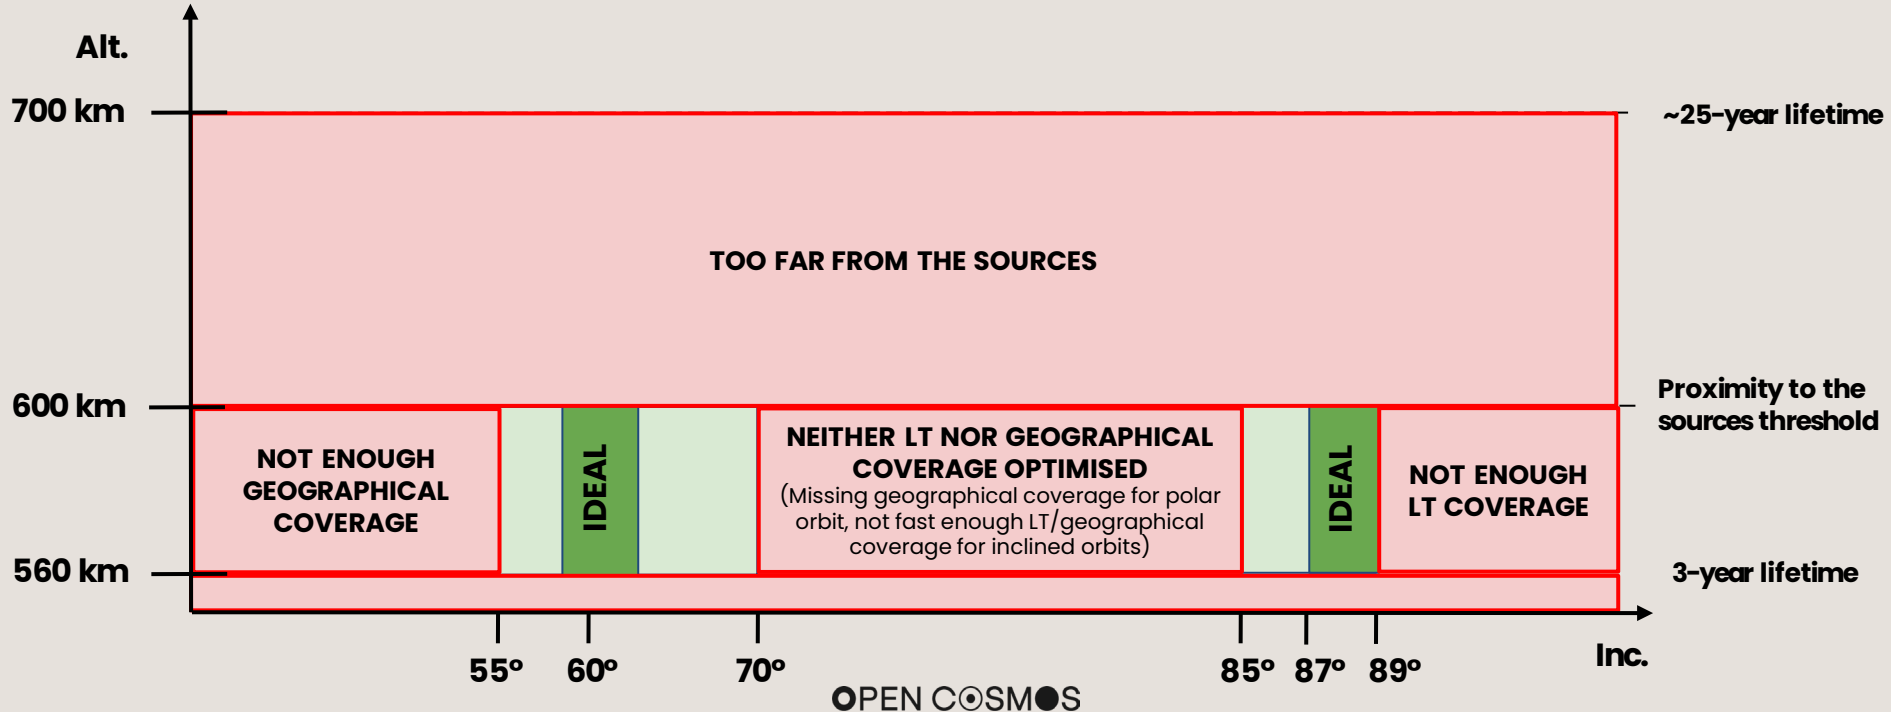 Alt.
700 km
~25-year lifetime
TOO FAR FROM THE SOURCES
600 km
Proximity to the
sources threshold
NOT ENOUGH
GEOGRAPHICAL
COVERAGE
IDEAL
NEITHER LT NOR GEOGRAPHICAL
COVERAGE OPTIMISED
(Missing geographical coverage for polar
orbit, not fast enough LT/geographical
coverage for inclined orbits)
IDEAL
NOT ENOUGH
LT COVERAGE
560 km
3-year lifetime
55º
60º
70º
85º
87º
89º
Inc.
OPEN COSMOS